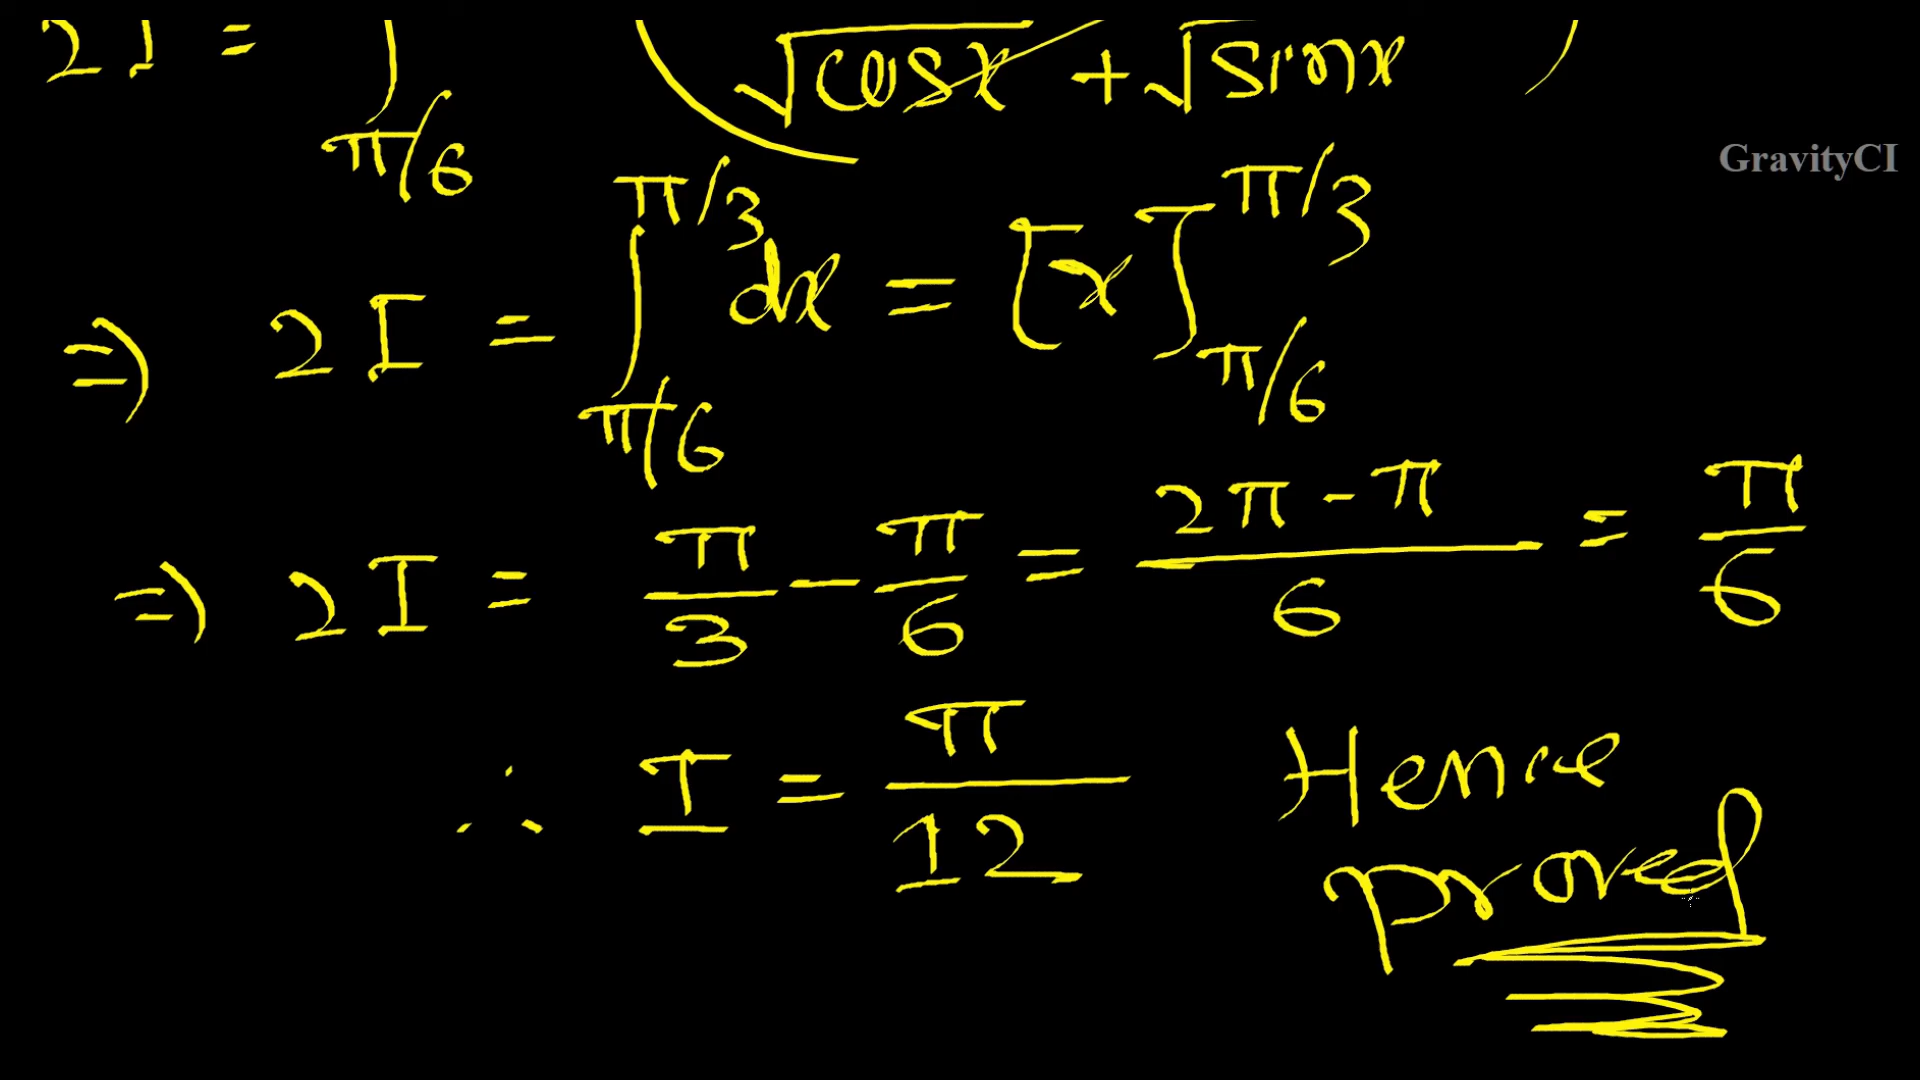 2I = ∫π/6 ( √cosx + √sinx )
GravityCI
⇒ 2I = ∫π/6^π/3 dx = [x]π/6^π/3
⇒ 2I = π/3 - π/6 = (2π - π)/6 = π/6
∴ I = π/12 Hence
proved